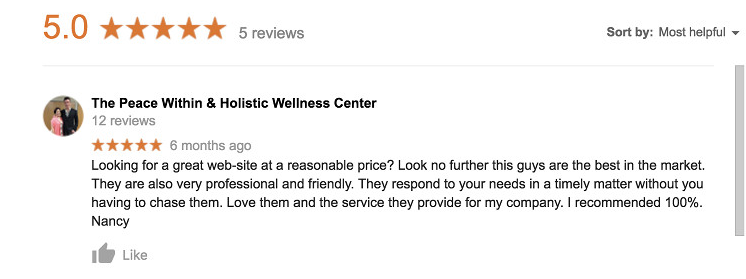 5.0 5 reviews
Sort by: Most helpful
The Peace Within & Holistic Wellness Center
12 reviews
6 months ago
Looking for a great web-site at a reasonable price? Look no further this guys are the best in the market.
They are also very professional and friendly. They respond to your needs in a timely matter without you
having to chase them. Love them and the service they provide for my company. I recommended 100%.
Nancy
Like